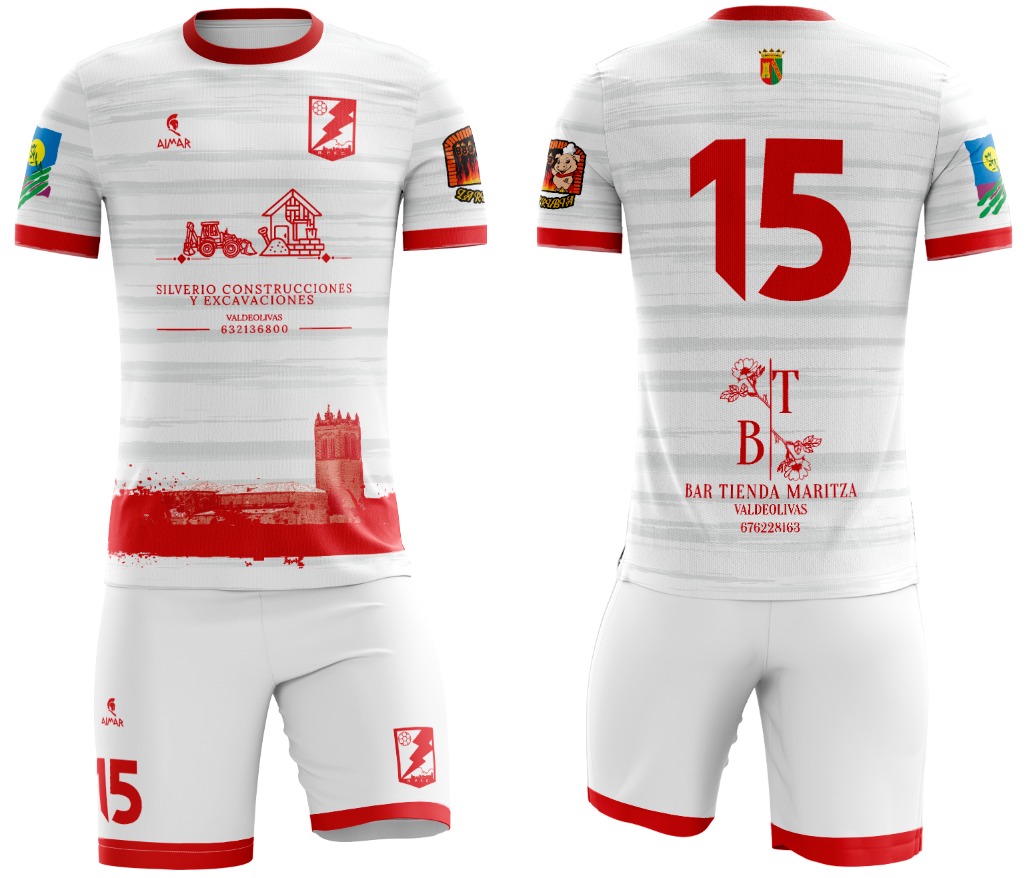 AIMAR
SILVERIO CONSTRUCCIONES
Y EXCAVACIONES
VALDEOLIVAS
632136800
AIMAR
15
15
T
B
BAR TIENDA MARITZA
VALDEOLIVAS
676228163